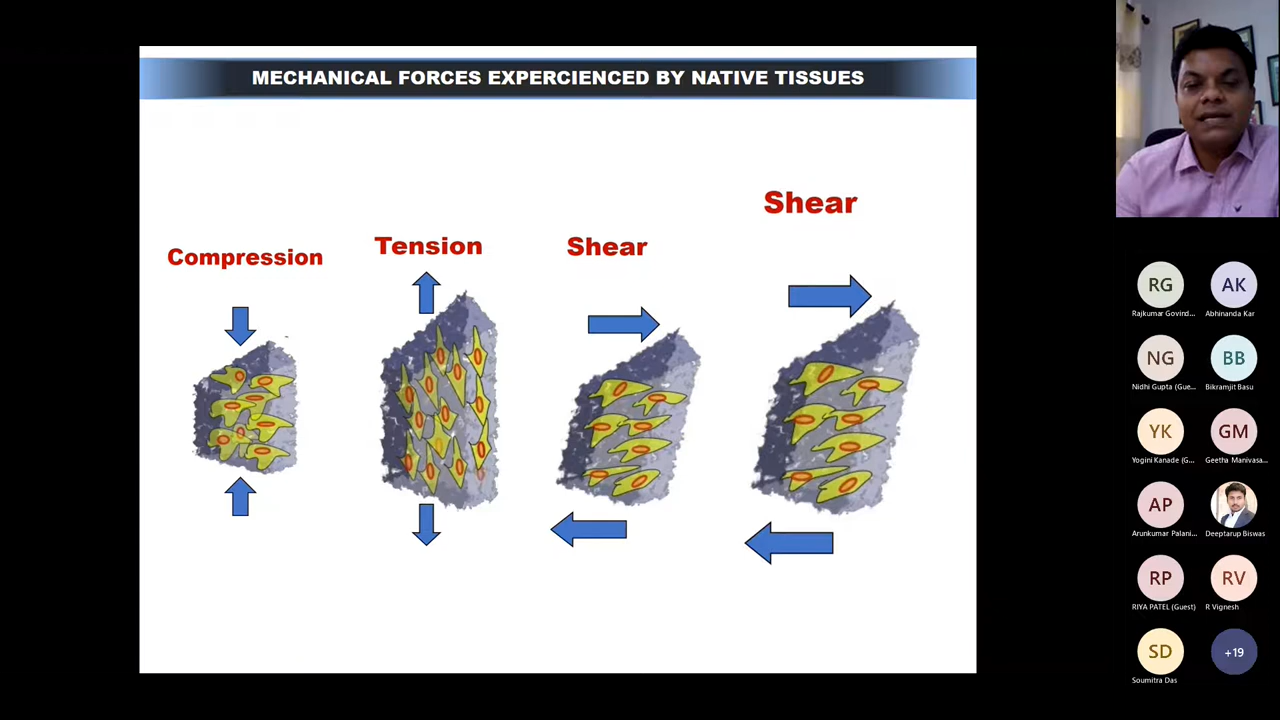 MECHANICAL FORCES EXPERCIENCED BY NATIVE TISSUES
Shear
Compression
Tension
Shear
RG
AK
Rajkumar Govind...
Abhinanda Kar
NG
BB
Nidhi Gupta (Gue...
Bikramjit Basu
YK
GM
Yogini Kanade (G...
Geetha Manivasa...
AP
Arunkumar Palani...
Deeptarup Biswas
RP
RV
RIYA PATEL (Guest)
R Vignesh
SD
+19
Soumitra Das